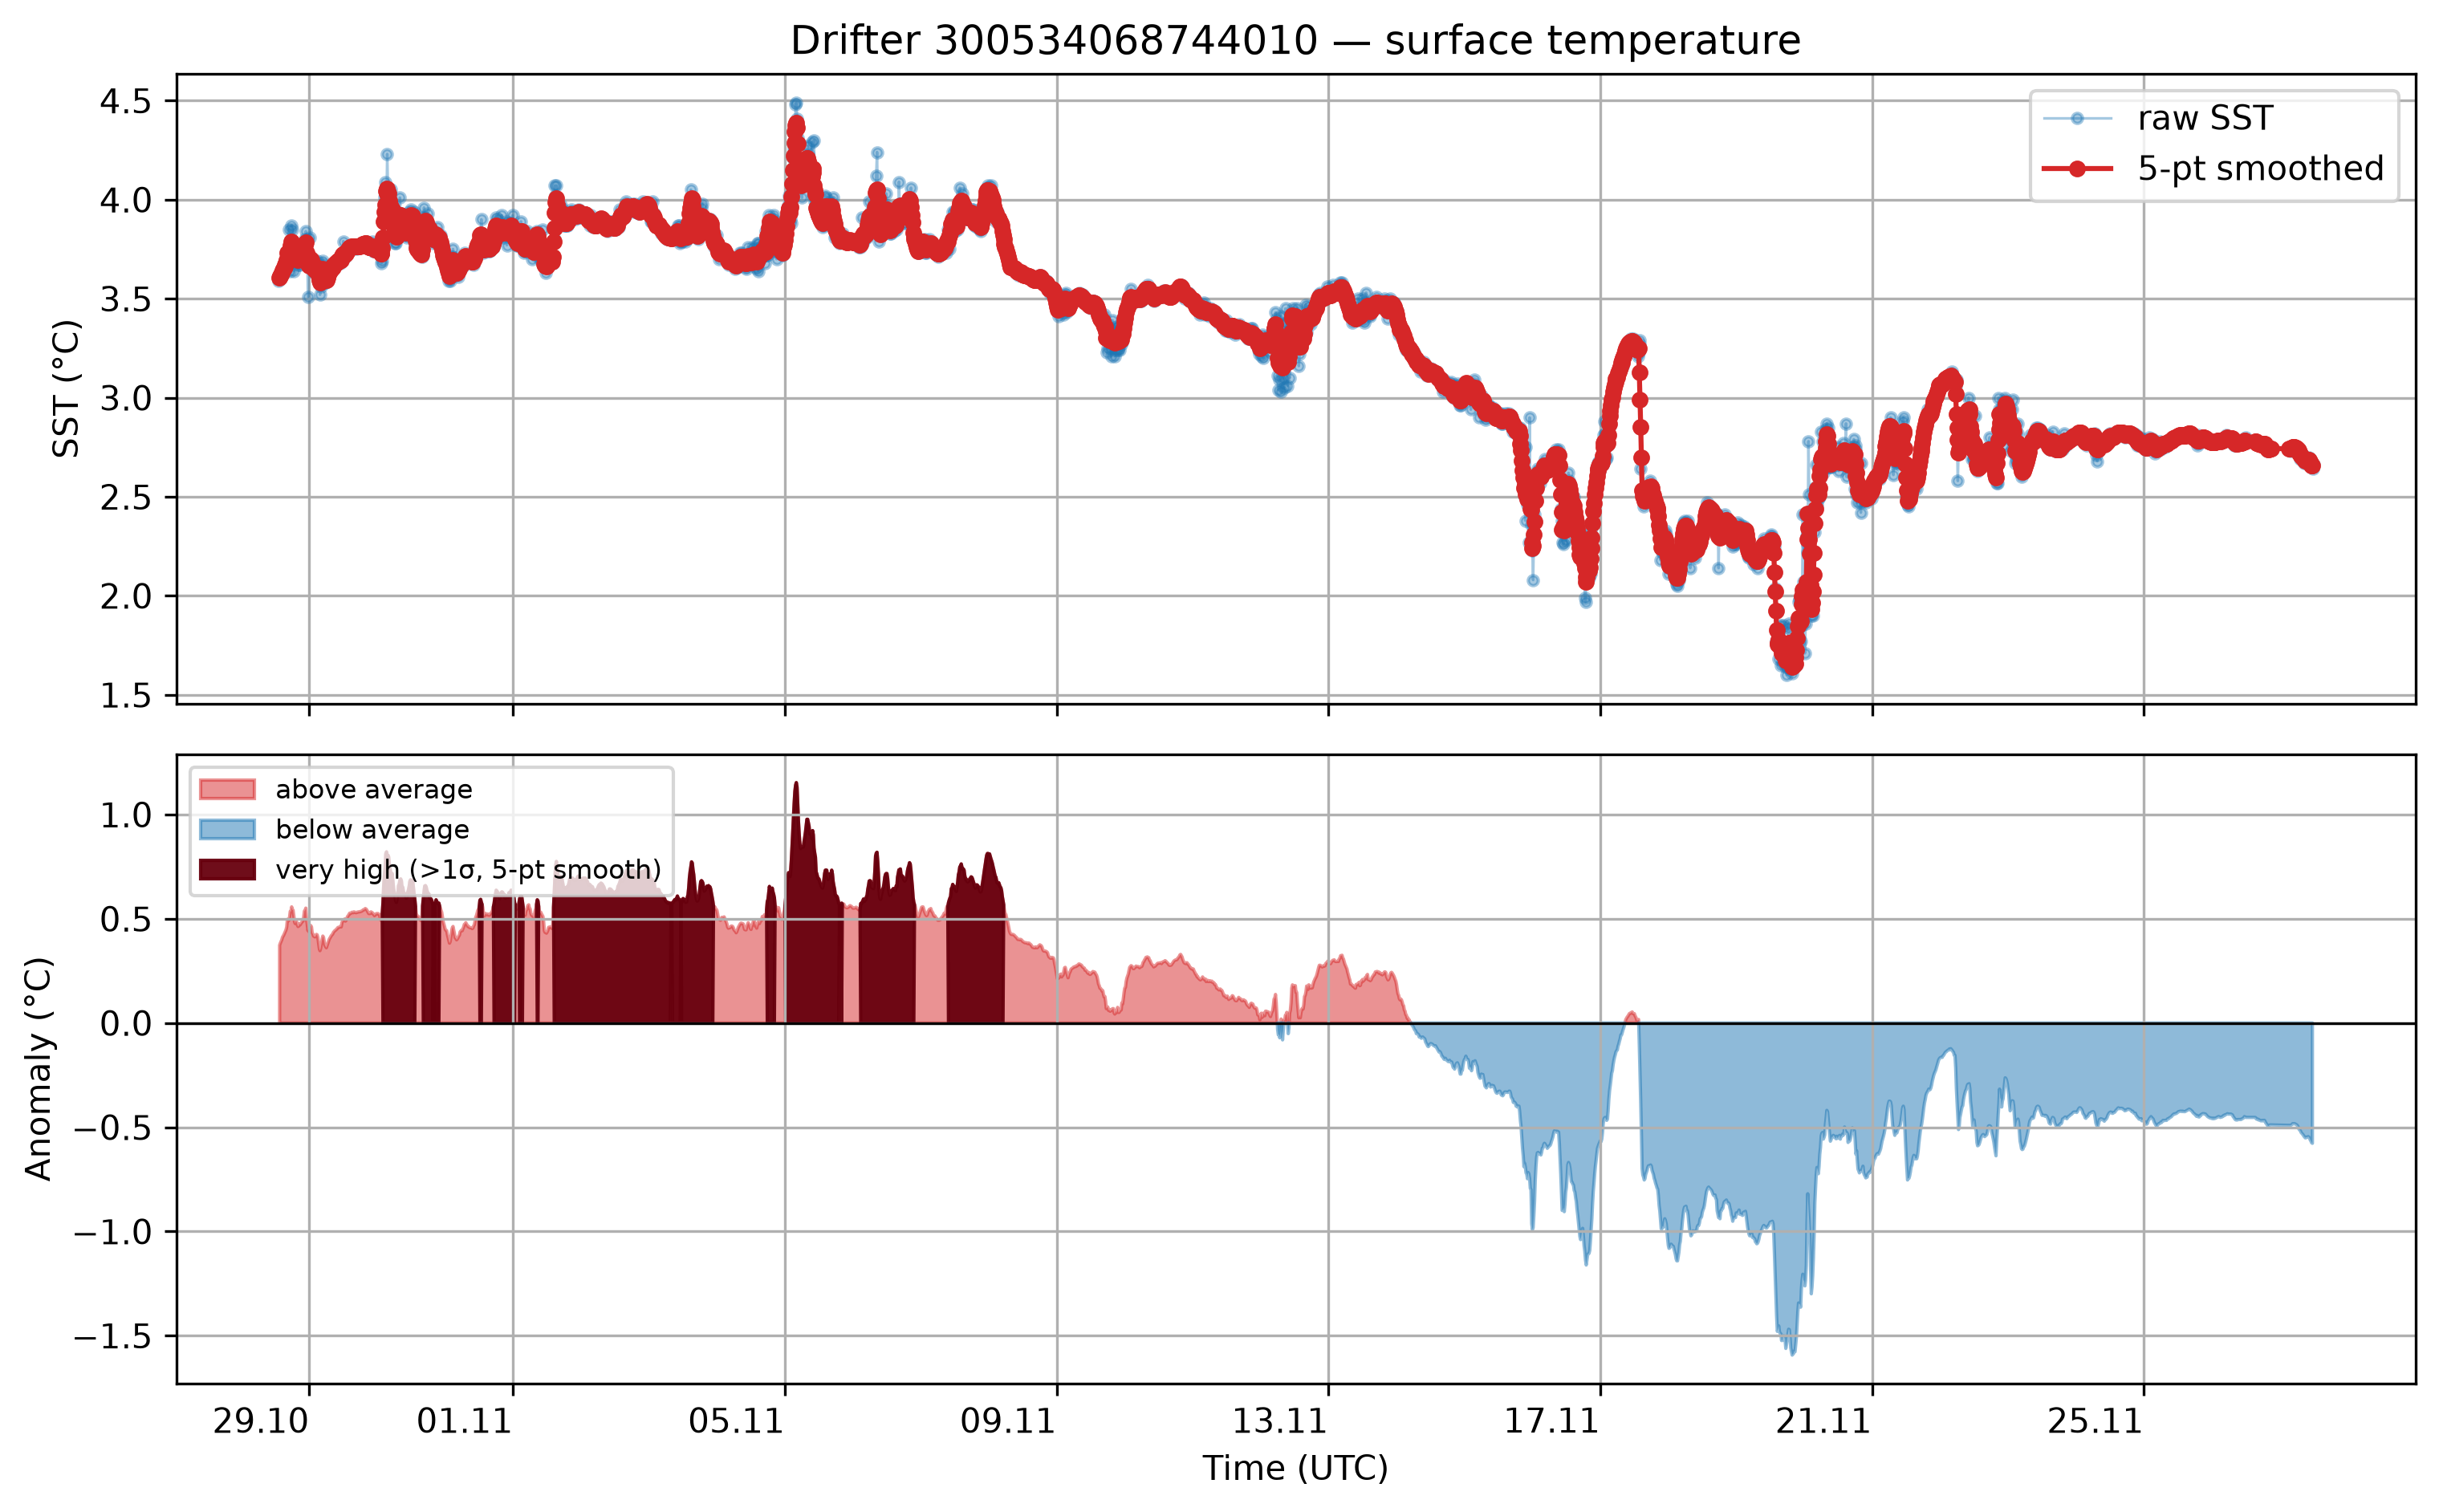 Drifter 300534068744010 — surface temperature
4.5
4.0
3.5
3.0
2.5
2.0
1.5
SST (°C)
raw SST
5-pt smoothed
above average
below average
very high (>1σ, 5-pt smooth)
1.0
0.5
0.0
−0.5
−1.0
−1.5
Anomaly (°C)
29.10
01.11
05.11
09.11
13.11
17.11
21.11
25.11
Time (UTC)